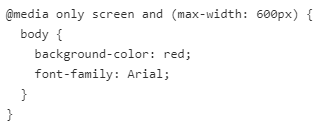 @media only screen and (max-width: 600px) {
  body {
    background-color: red;
    font-family: Arial;
  }
}